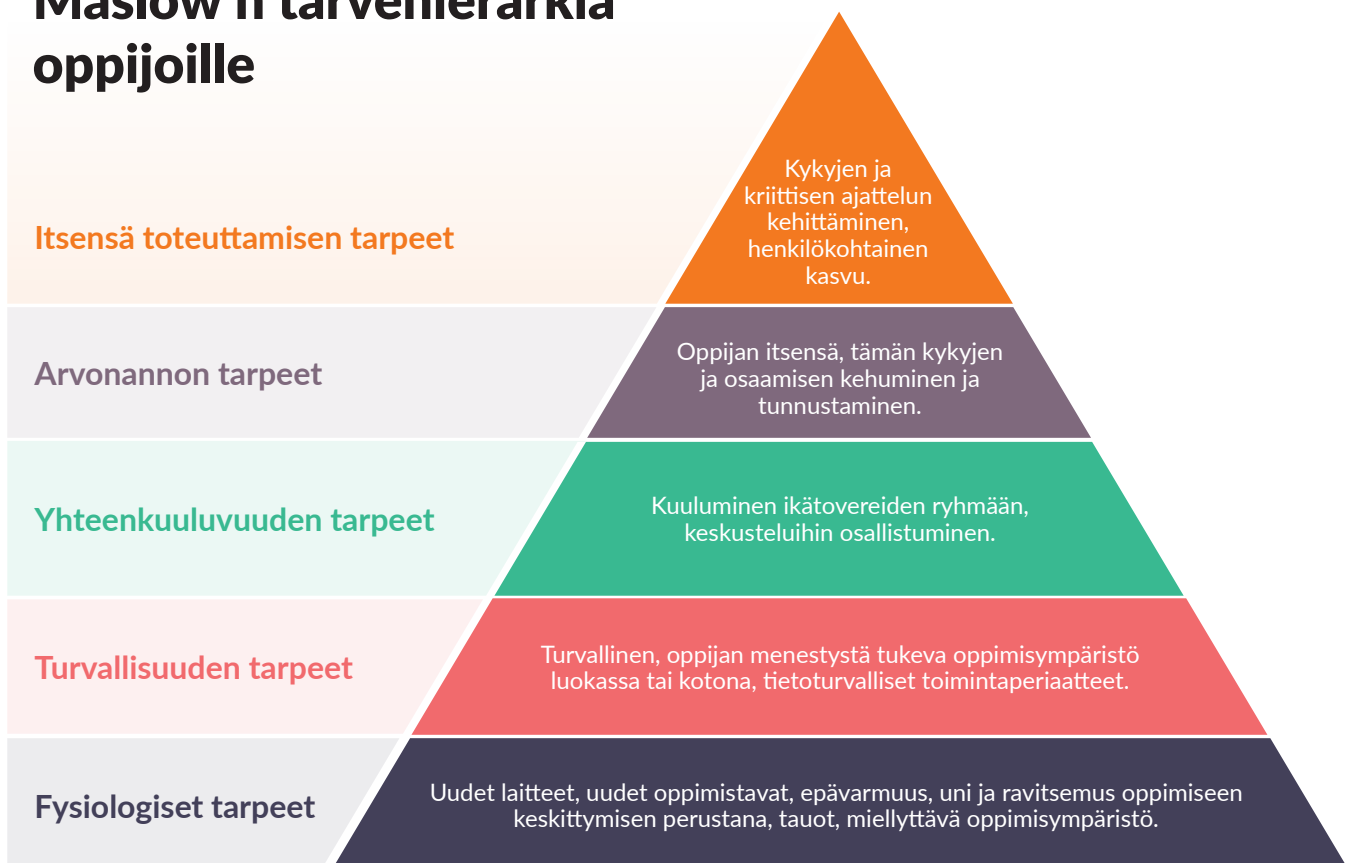 Maslow'n tarvehierarkia
oppijoille
Kykyjen ja
kriittisen ajattelun
kehittäminen,
henkilökohtainen
kasvu.
Itsensä toteuttamisen tarpeet
Arvonannon tarpeet
Oppijan itsensä, tämän kykyjen
ja osaamisen kehuminen ja
tunnustaminen.
Yhteenkuuluvuuden tarpeet
Kuuluminen ikätovereiden ryhmään,
keskusteluihin osallistuminen.
Turvallisuuden tarpeet
Turvallinen, oppijan menestystä tukeva oppimisympäristö
luokassa tai kotona, tietoturvalliset toimintaperiaatteet.
Fysiologiset tarpeet
Uudet laitteet, uudet oppimistavat, epävarmuus, uni ja ravitsemus oppimiseen
keskittymisen perustana, tauot, miellyttävä oppimisympäristö.